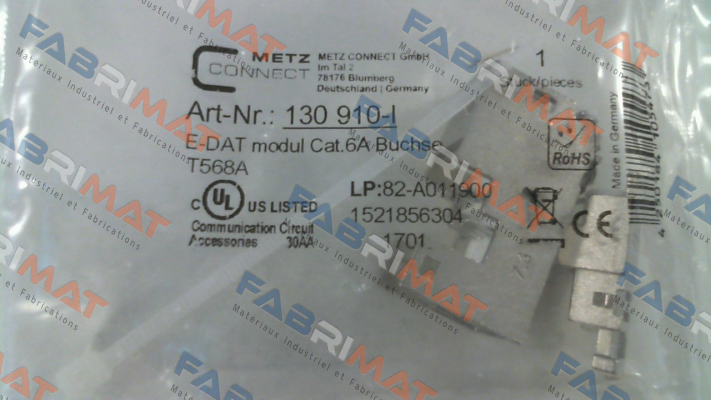 METZ CONNECT
METZ CONNECT GmbH
Im Tal 2
78176 Blumberg
Deutschland | Germany
1
Stück/pieces
Art-Nr.: 130 910-I
E-DAT modul Cat.6A Buchse
T568A
C UL US LISTED
Communication Circuit
Accessories 30AA
LP:82-A011900
1521856304
1701
RoHS
CE
Made in Germany
FABRIMAT
Materiaux Industriel et Fabrications